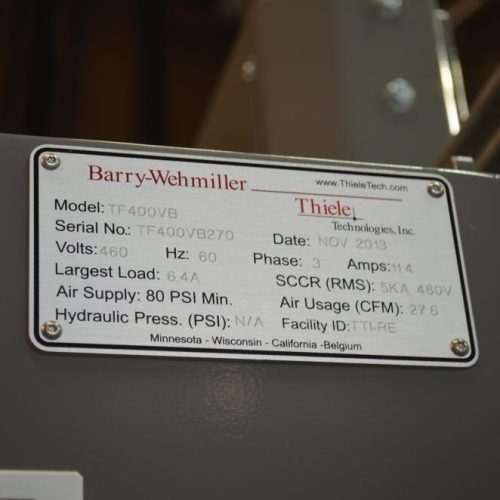 Barry-Wehmiller www.ThieleTech.com
Thiele
Technologies, Inc.
Model: TF400VB
Serial No.: TF400VB270 Date: NOV 2013
Volts: 460 Hz: 60 Phase: 3 Amps: 11.4
Largest Load: 6.4A SCCR (RMS): 5KA 480V
Air Supply: 80 PSI Min. Air Usage (CFM): 27.6
Hydraulic Press. (PSI): N/A Facility ID: TTI-RE
Minnesota - Wisconsin - California -Belgium